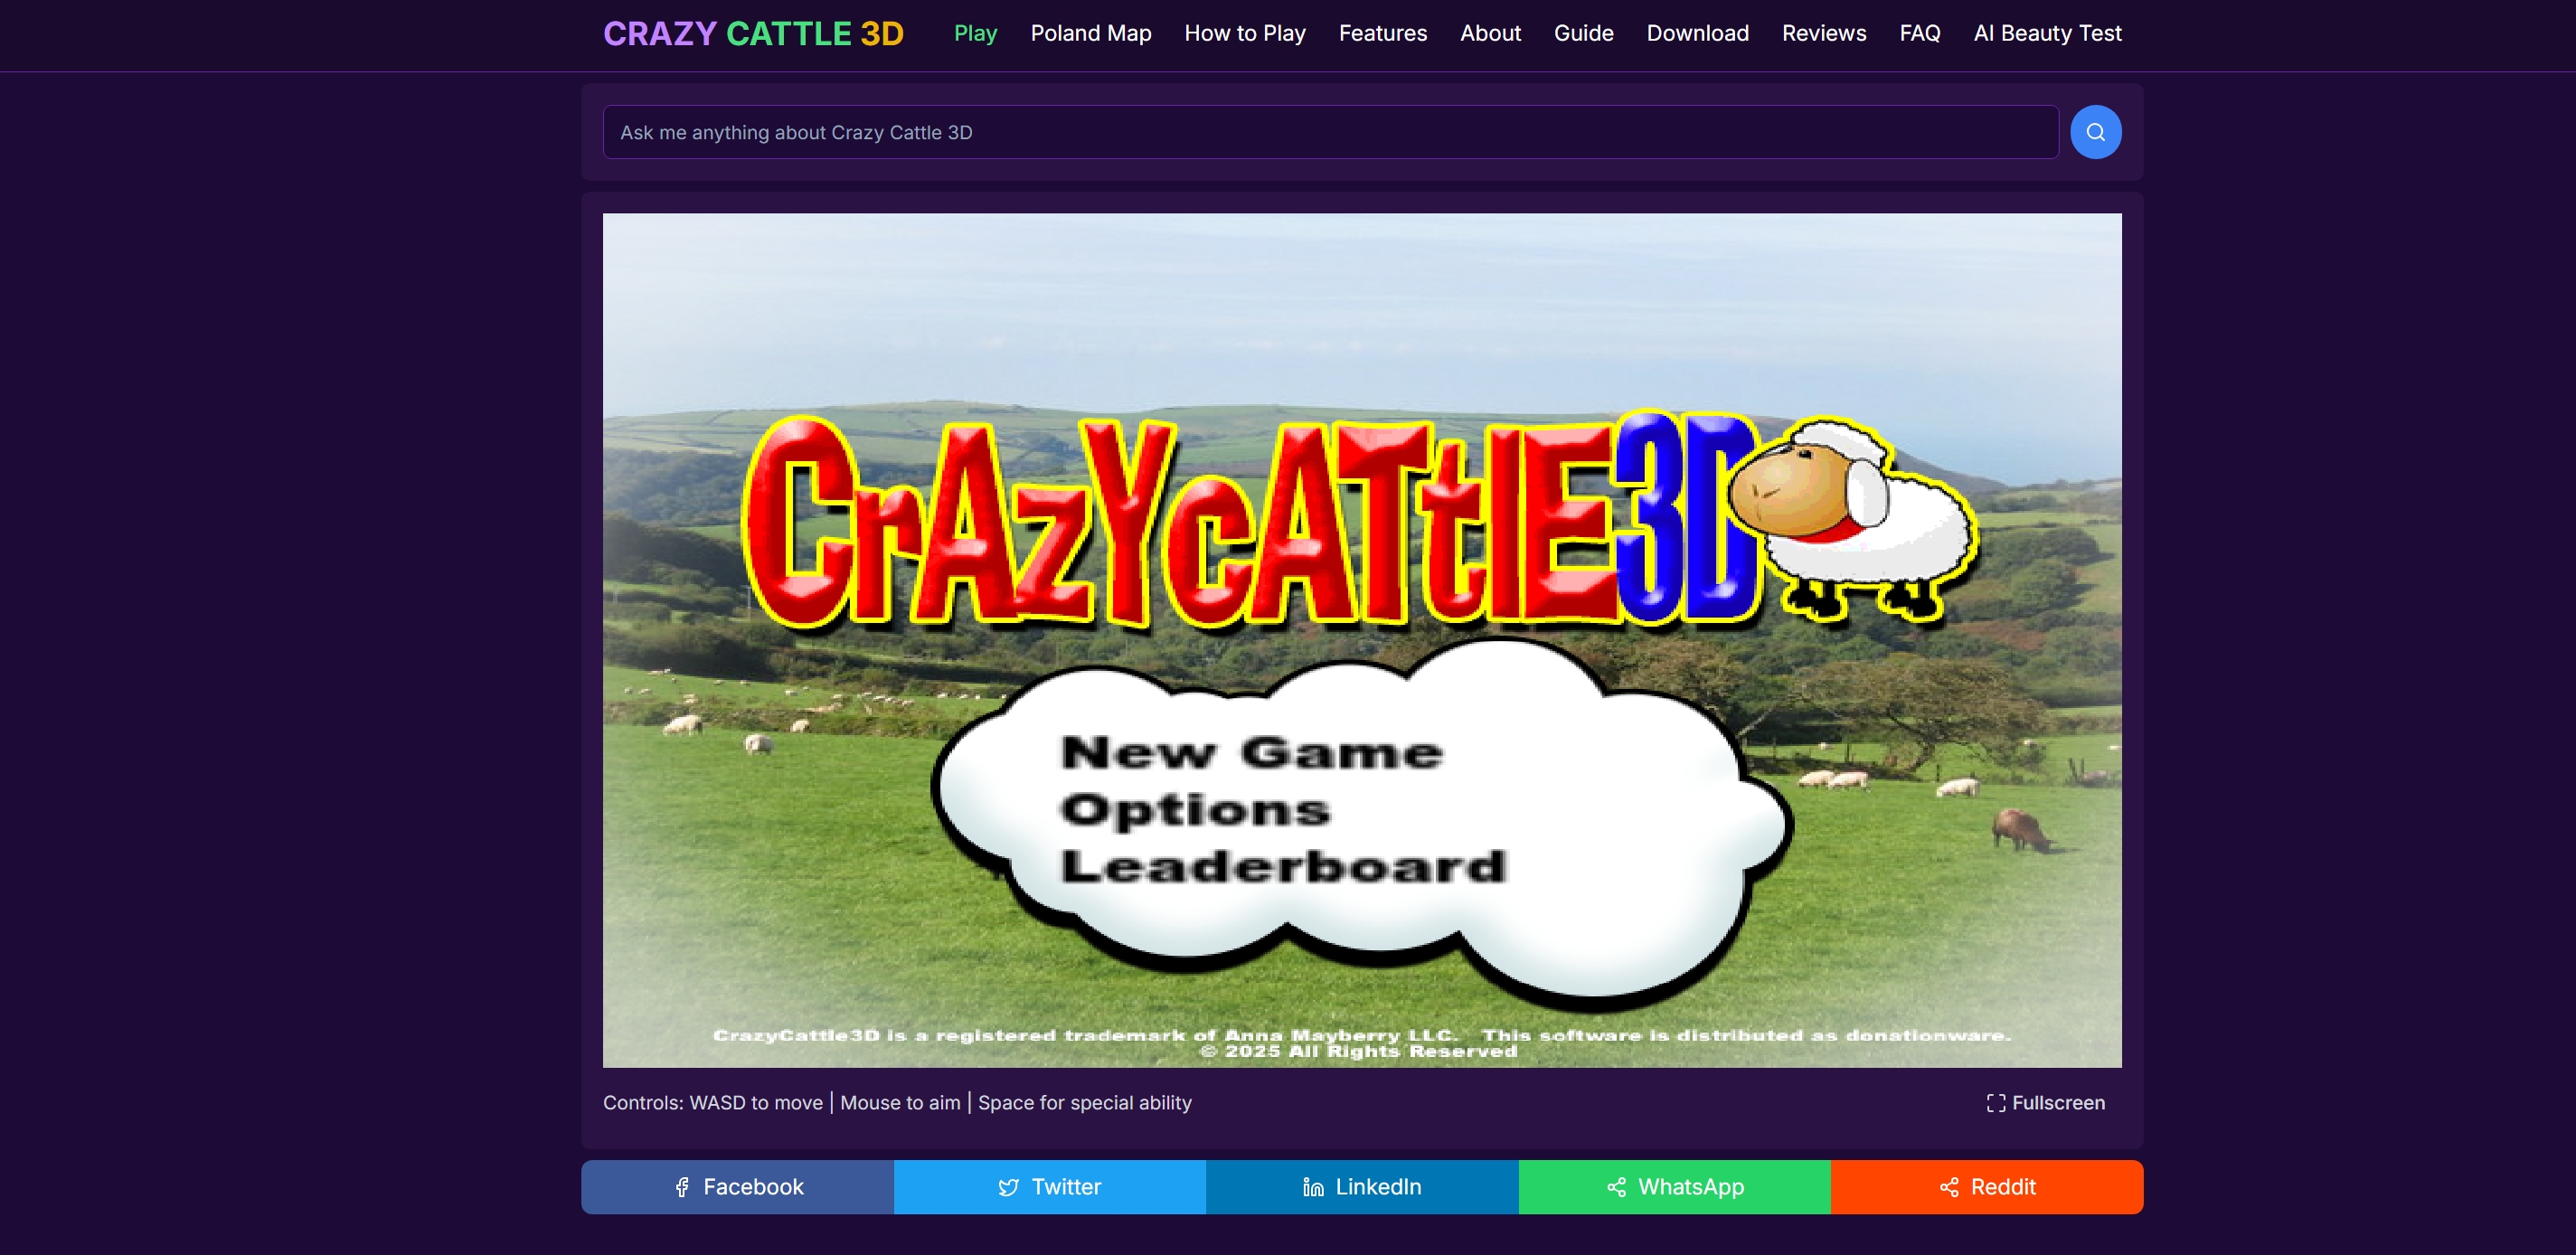 CRAZY CATTLE 3D Play Poland Map How to Play Features About Guide Download Reviews FAQ AI Beauty Test
Ask me anything about Crazy Cattle 3D
CrAzYcATtlE3D
New Game
Options
Leaderboard
CrazyCattle3D is a registered trademark of Anna Mayberry LLC. This software is distributed as donationware.
© 2025 All Rights Reserved
Controls: WASD to move | Mouse to aim | Space for special ability Fullscreen
Facebook Twitter LinkedIn WhatsApp Reddit